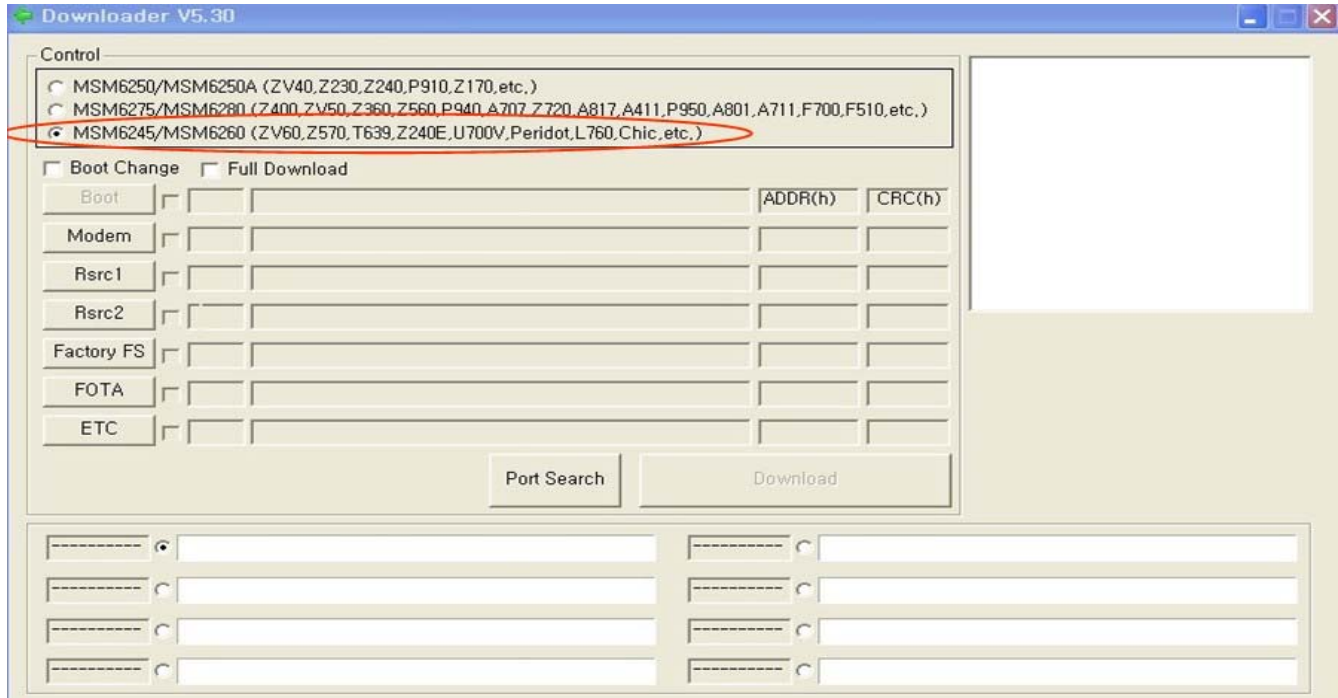 Downloader V5.30
Control
MSM6250/MSM6250A (ZV40,Z230,Z240,P910,Z170,etc,)
MSM6275/MSM6280 (Z400,ZV50,Z360,Z560,P940,A707,Z720,A817,A411,P950,A801,A711,F700,F510,etc,)
MSM6245/MSM6260 (ZV60,Z570,T639,Z240E,U700V,Peridot,L760,Chic,etc,)
Boot Change Full Download
Boot ADDR(h) CRC(h)
Modem
Rsrc1
Rsrc2
Factory FS
FOTA
ETC
Port Search Download
---------- ----------
---------- ----------
---------- ----------
---------- ----------